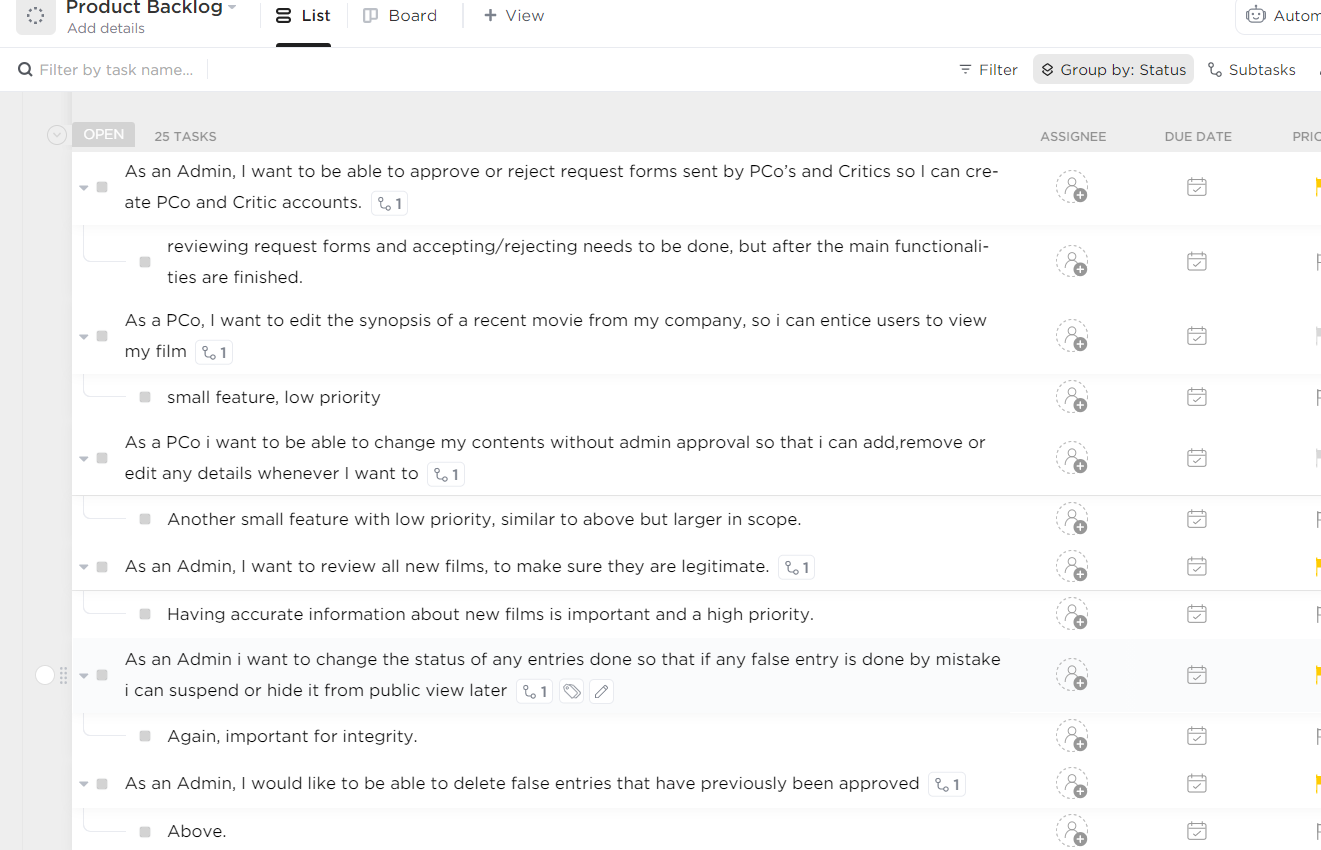 Product Backlog
Add details
List
Board
+ View
Autom
Filter by task name...
Filter
Group by: Status
Subtasks
OPEN
25 TASKS
ASSIGNEE
DUE DATE
PRIO
As an Admin, I want to be able to approve or reject request forms sent by PCo’s and Critics so I can cre-
ate PCo and Critic accounts. 1
reviewing request forms and accepting/rejecting needs to be done, but after the main functionali-
ties are finished.
As a PCo, I want to edit the synopsis of a recent movie from my company, so i can entice users to view
my film 1
small feature, low priority
As a PCo i want to be able to change my contents without admin approval so that i can add,remove or
edit any details whenever I want to 1
Another small feature with low priority, similar to above but larger in scope.
As an Admin, I want to review all new films, to make sure they are legitimate. 1
Having accurate information about new films is important and a high priority.
As an Admin i want to change the status of any entries done so that if any false entry is done by mistake
i can suspend or hide it from public view later 1
Again, important for integrity.
As an Admin, I would like to be able to delete false entries that have previously been approved 1
Above.